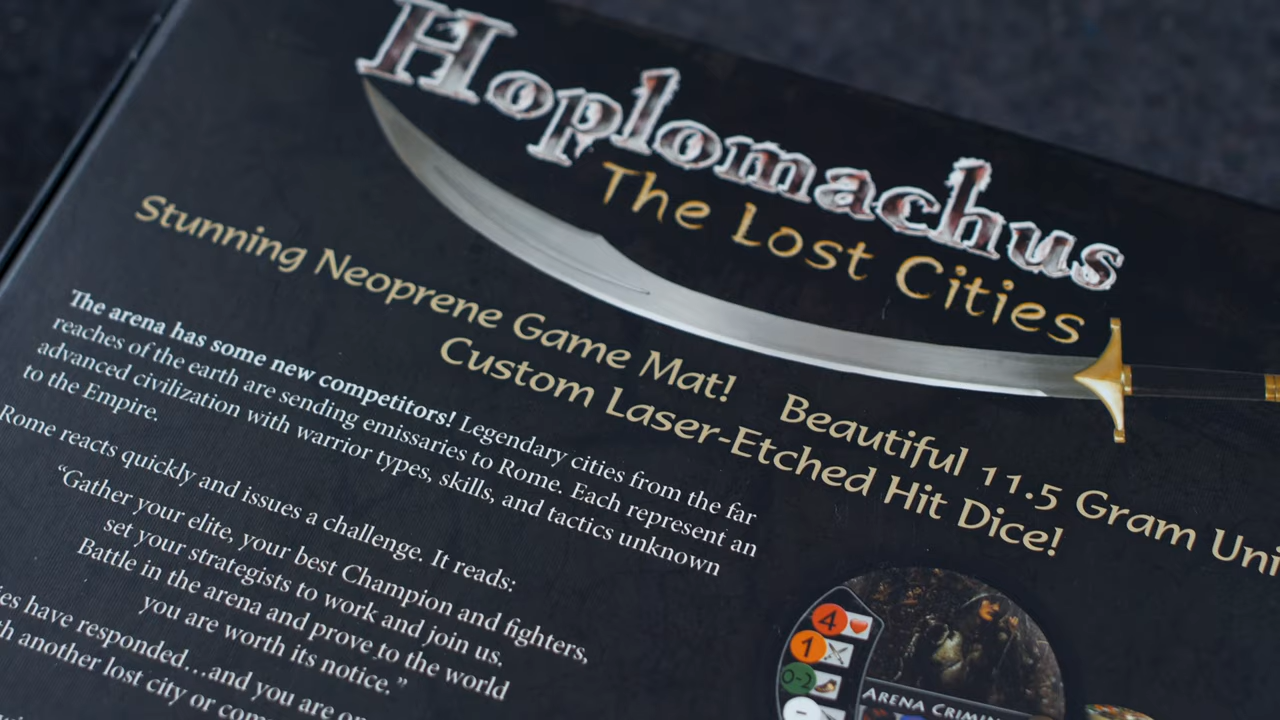 Hoplomachus
The Lost Cities
Stunning Neoprene Game Mat! Beautiful 11.5 Gram
Custom Laser-Etched Hit Dice!
The arena has some new competitors! Legendary cities from the far
reaches of the earth are sending emissaries to Rome. Each represent an
advanced civilization with warrior types, skills, and tactics unknown
to the Empire.
Rome reacts quickly and issues a challenge. It reads:
“Gather your elite, your best Champion and fighters,
set your strategists to work and join us.
Battle in the arena and prove to the world
you are worth its notice.”
have responded...and you are
another lost city or
4
1
0-2
-
ARENA